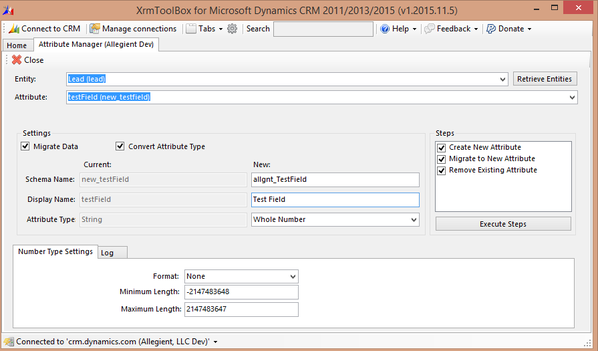 XrmToolBox for Microsoft Dynamics CRM 2011/2013/2015 (v1.2015.11.5)
Connect to CRM Manage connections Tabs Search Help Feedback Donate
Home Attribute Manager (Allegient Dev)
Close
Entity: Lead (lead) Retrieve Entities
Attribute: testField (new_testfield)
Settings Steps
Migrate Data Convert Attribute Type Create New Attribute
Current: New: Migrate to New Attribute
Schema Name: new_testField allgnt_TestField Remove Existing Attribute
Display Name: testField Test Field
Attribute Type: String Whole Number Execute Steps
Number Type Settings Log
Format: None
Minimum Length: -2147483648
Maximum Length: 2147483647
Connected to 'crm.dynamics.com (Allegient, LLC Dev)'